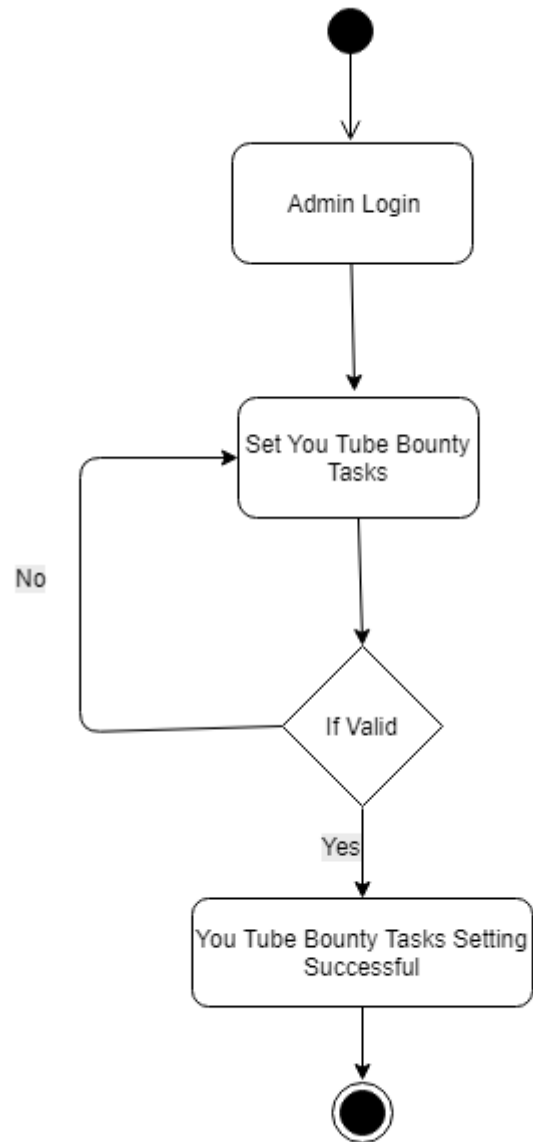 Admin Login
Set You Tube Bounty
Tasks
No
If Valid
Yes
You Tube Bounty Tasks Setting
Successful